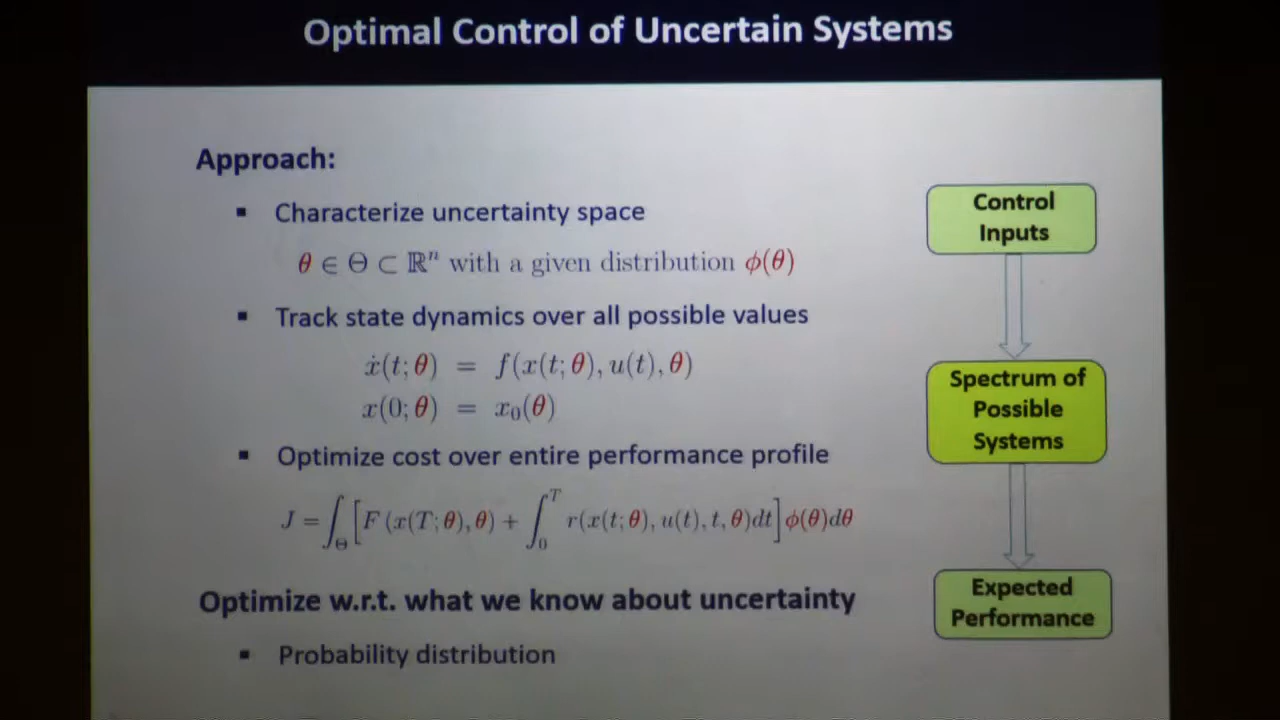 Optimal Control of Uncertain Systems
Approach:
▪ Characterize uncertainty space
θ ∈ Θ ⊂ ℝⁿ with a given distribution ϕ(θ)
▪ Track state dynamics over all possible values
ẋ(t; θ) = f(x(t; θ), u(t), θ)
x(0; θ) = x₀(θ)
▪ Optimize cost over entire performance profile
J = ∫_Θ [F (x(T; θ), θ) + ∫₀ᵀ r(x(t; θ), u(t), t, θ)dt] ϕ(θ)dθ
Optimize w.r.t. what we know about uncertainty
▪ Probability distribution
Control
Inputs
Spectrum of
Possible
Systems
Expected
Performance